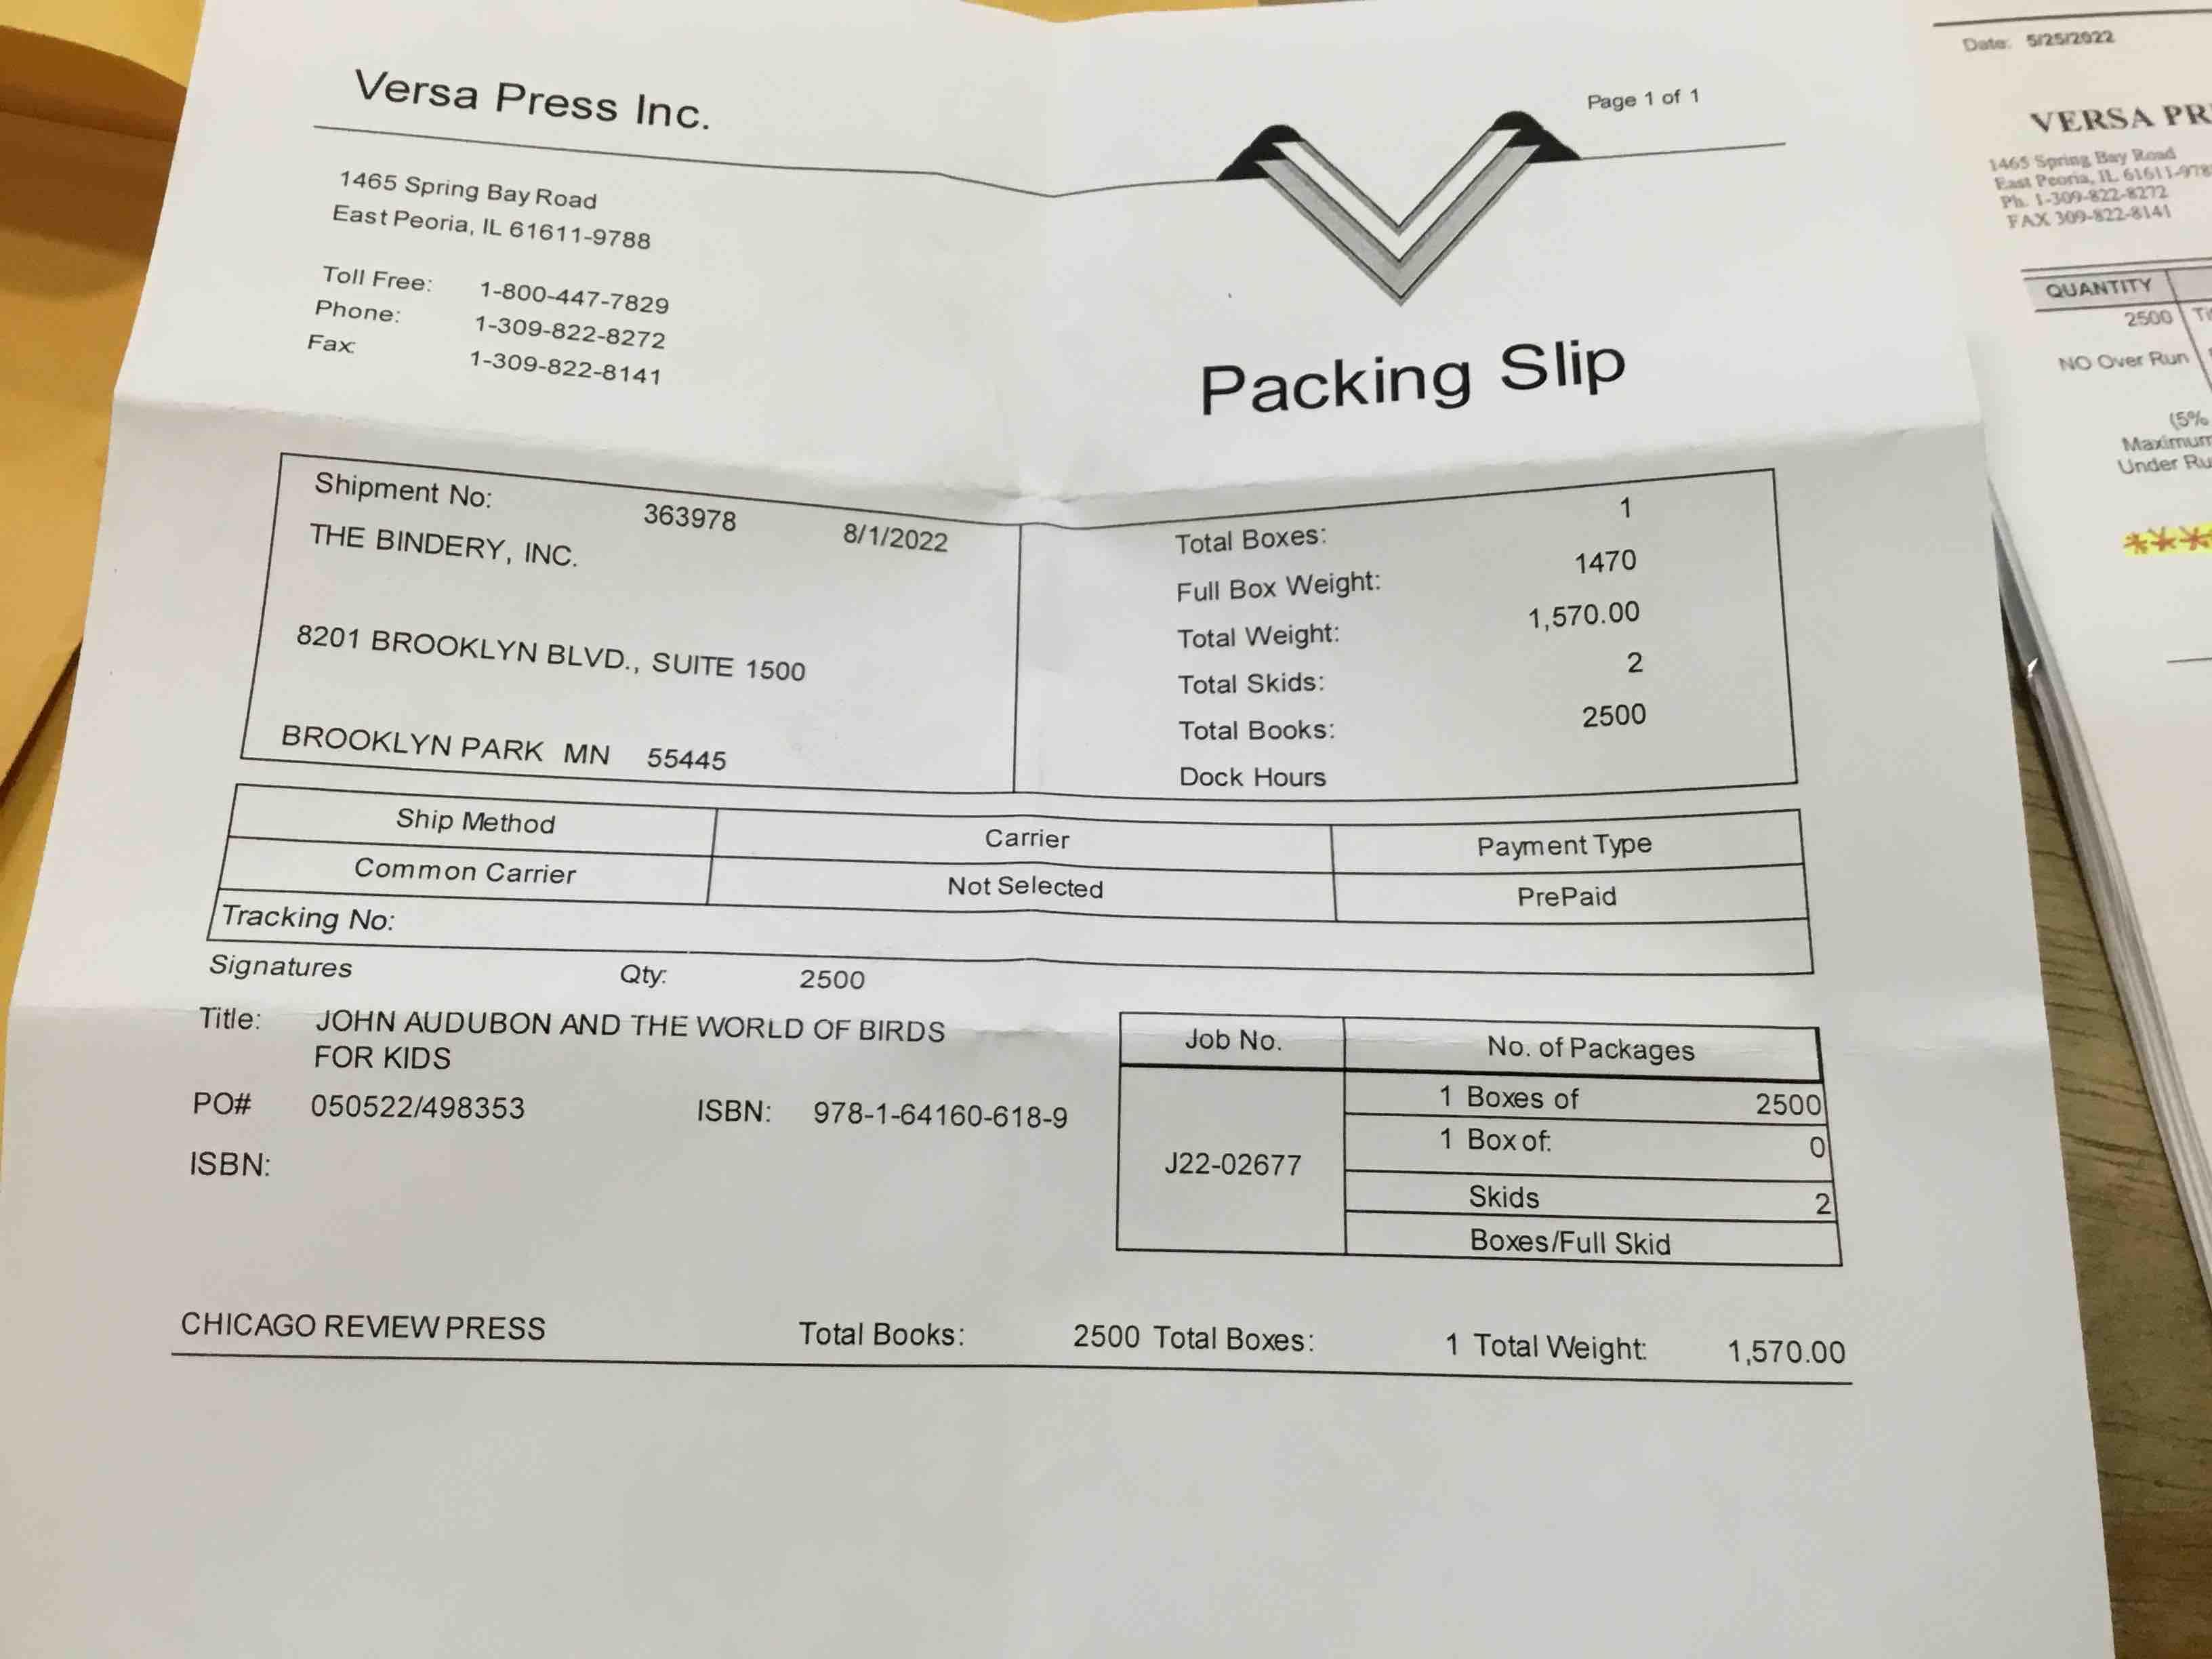 Versa Press Inc.
Page 1 of 1
1465 Spring Bay Road
East Peoria, IL 61611-9788
Toll Free: 1-800-447-7829
Phone: 1-309-822-8272
Fax: 1-309-822-8141
Packing Slip
Shipment No: 363978 8/1/2022
THE BINDERY, INC.
8201 BROOKLYN BLVD., SUITE 1500
BROOKLYN PARK MN 55445
Total Boxes: 1
Full Box Weight: 1470
Total Weight: 1,570.00
Total Skids: 2
Total Books: 2500
Dock Hours
Ship Method Carrier Payment Type
Common Carrier Not Selected PrePaid
Tracking No:
Signatures Qty: 2500
Title: JOHN AUDUBON AND THE WORLD OF BIRDS
FOR KIDS
PO# 050522/498353 ISBN: 978-1-64160-618-9
ISBN:
Job No. No. of Packages
J22-02677
1 Boxes of 2500
1 Box of: 0
Skids 2
Boxes/Full Skid
CHICAGO REVIEW PRESS Total Books: 2500 Total Boxes: 1 Total Weight: 1,570.00
Date: 5/25/2022
VERSA PR
1465 Spring Bay Road
East Peoria, IL 61611-978
Ph. 1-309-822-8272
FAX 309-822-8141
QUANTITY
2500
NO Over Run
(5%
Maximum
Under Ru
***